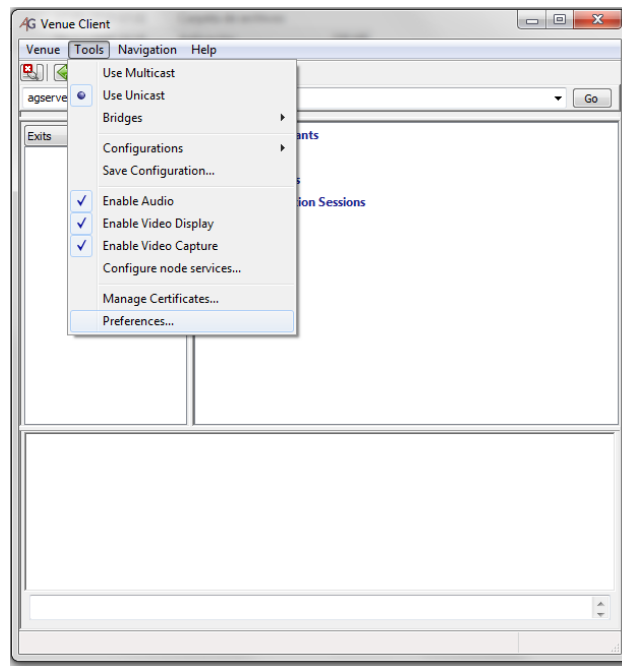 AG Venue Client
Venue Tools Navigation Help
Use Multicast
agserve
Use Unicast
Go
Bridges
Exits
ants
Configurations
Save Configuration...
s
Enable Audio
ion Sessions
Enable Video Display
Enable Video Capture
Configure node services...
Manage Certificates...
Preferences...